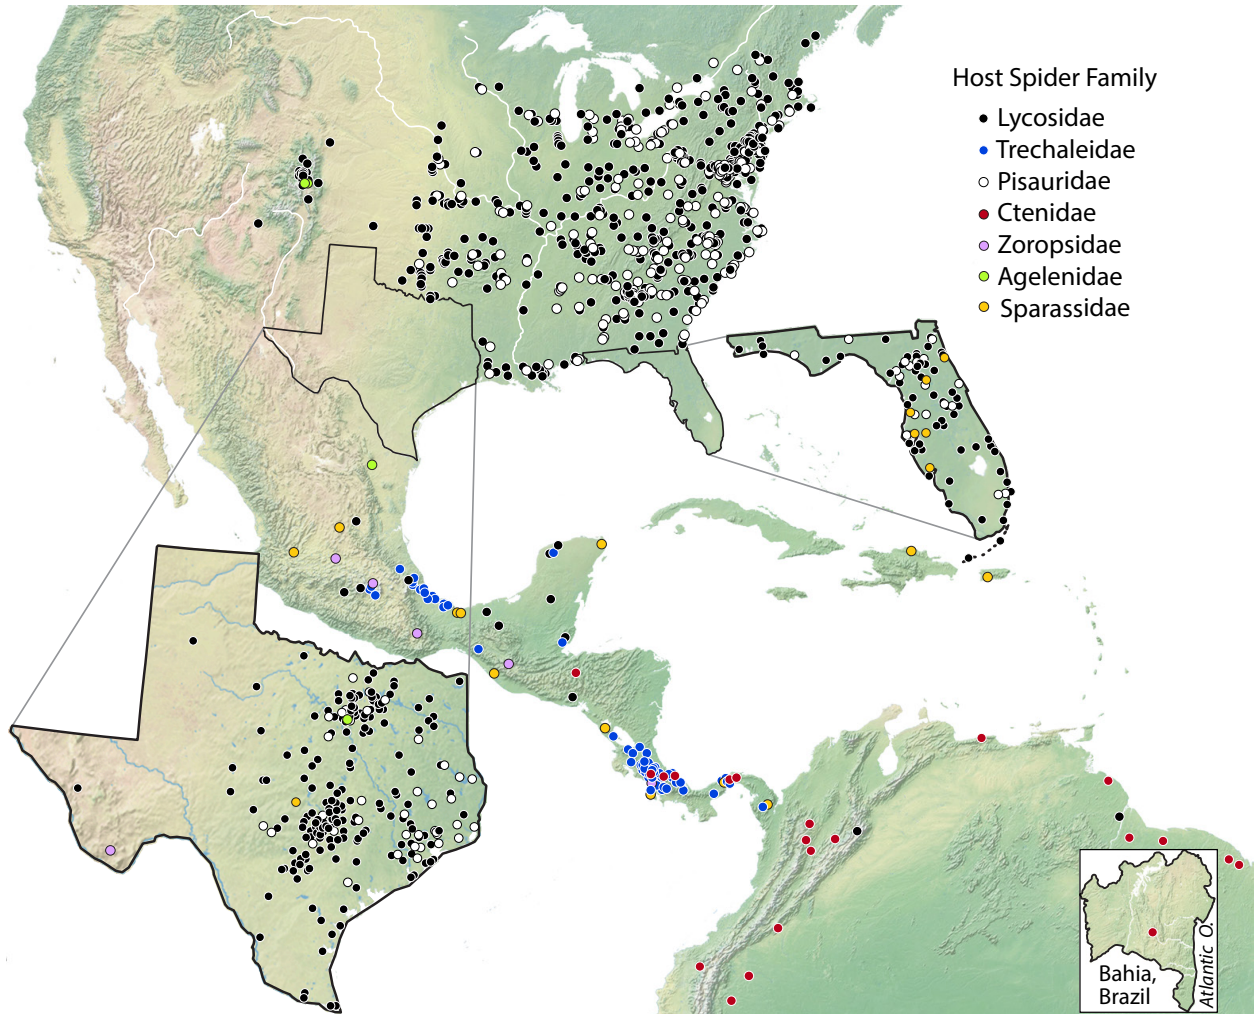 Host Spider Family
Lycosidae
Trechaleidae
Pisauridae
Ctenidae
Zoropsidae
Agelenidae
Sparassidae
Bahia,
Brazil
Atlantic O.